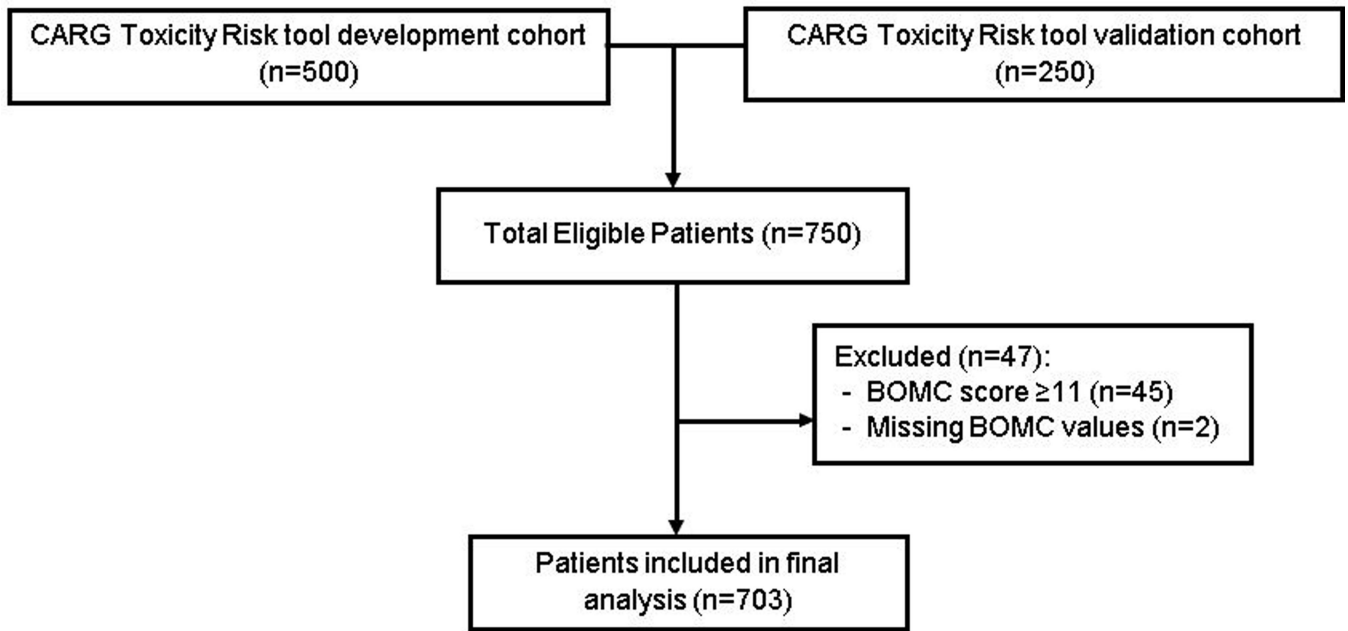 CARG Toxicity Risk tool development cohort
(n=500)
CARG Toxicity Risk tool validation cohort
(n=250)
Total Eligible Patients (n=750)
Excluded (n=47):
- BOMC score ≥11 (n=45)
- Missing BOMC values (n=2)
Patients included in final
analysis (n=703)